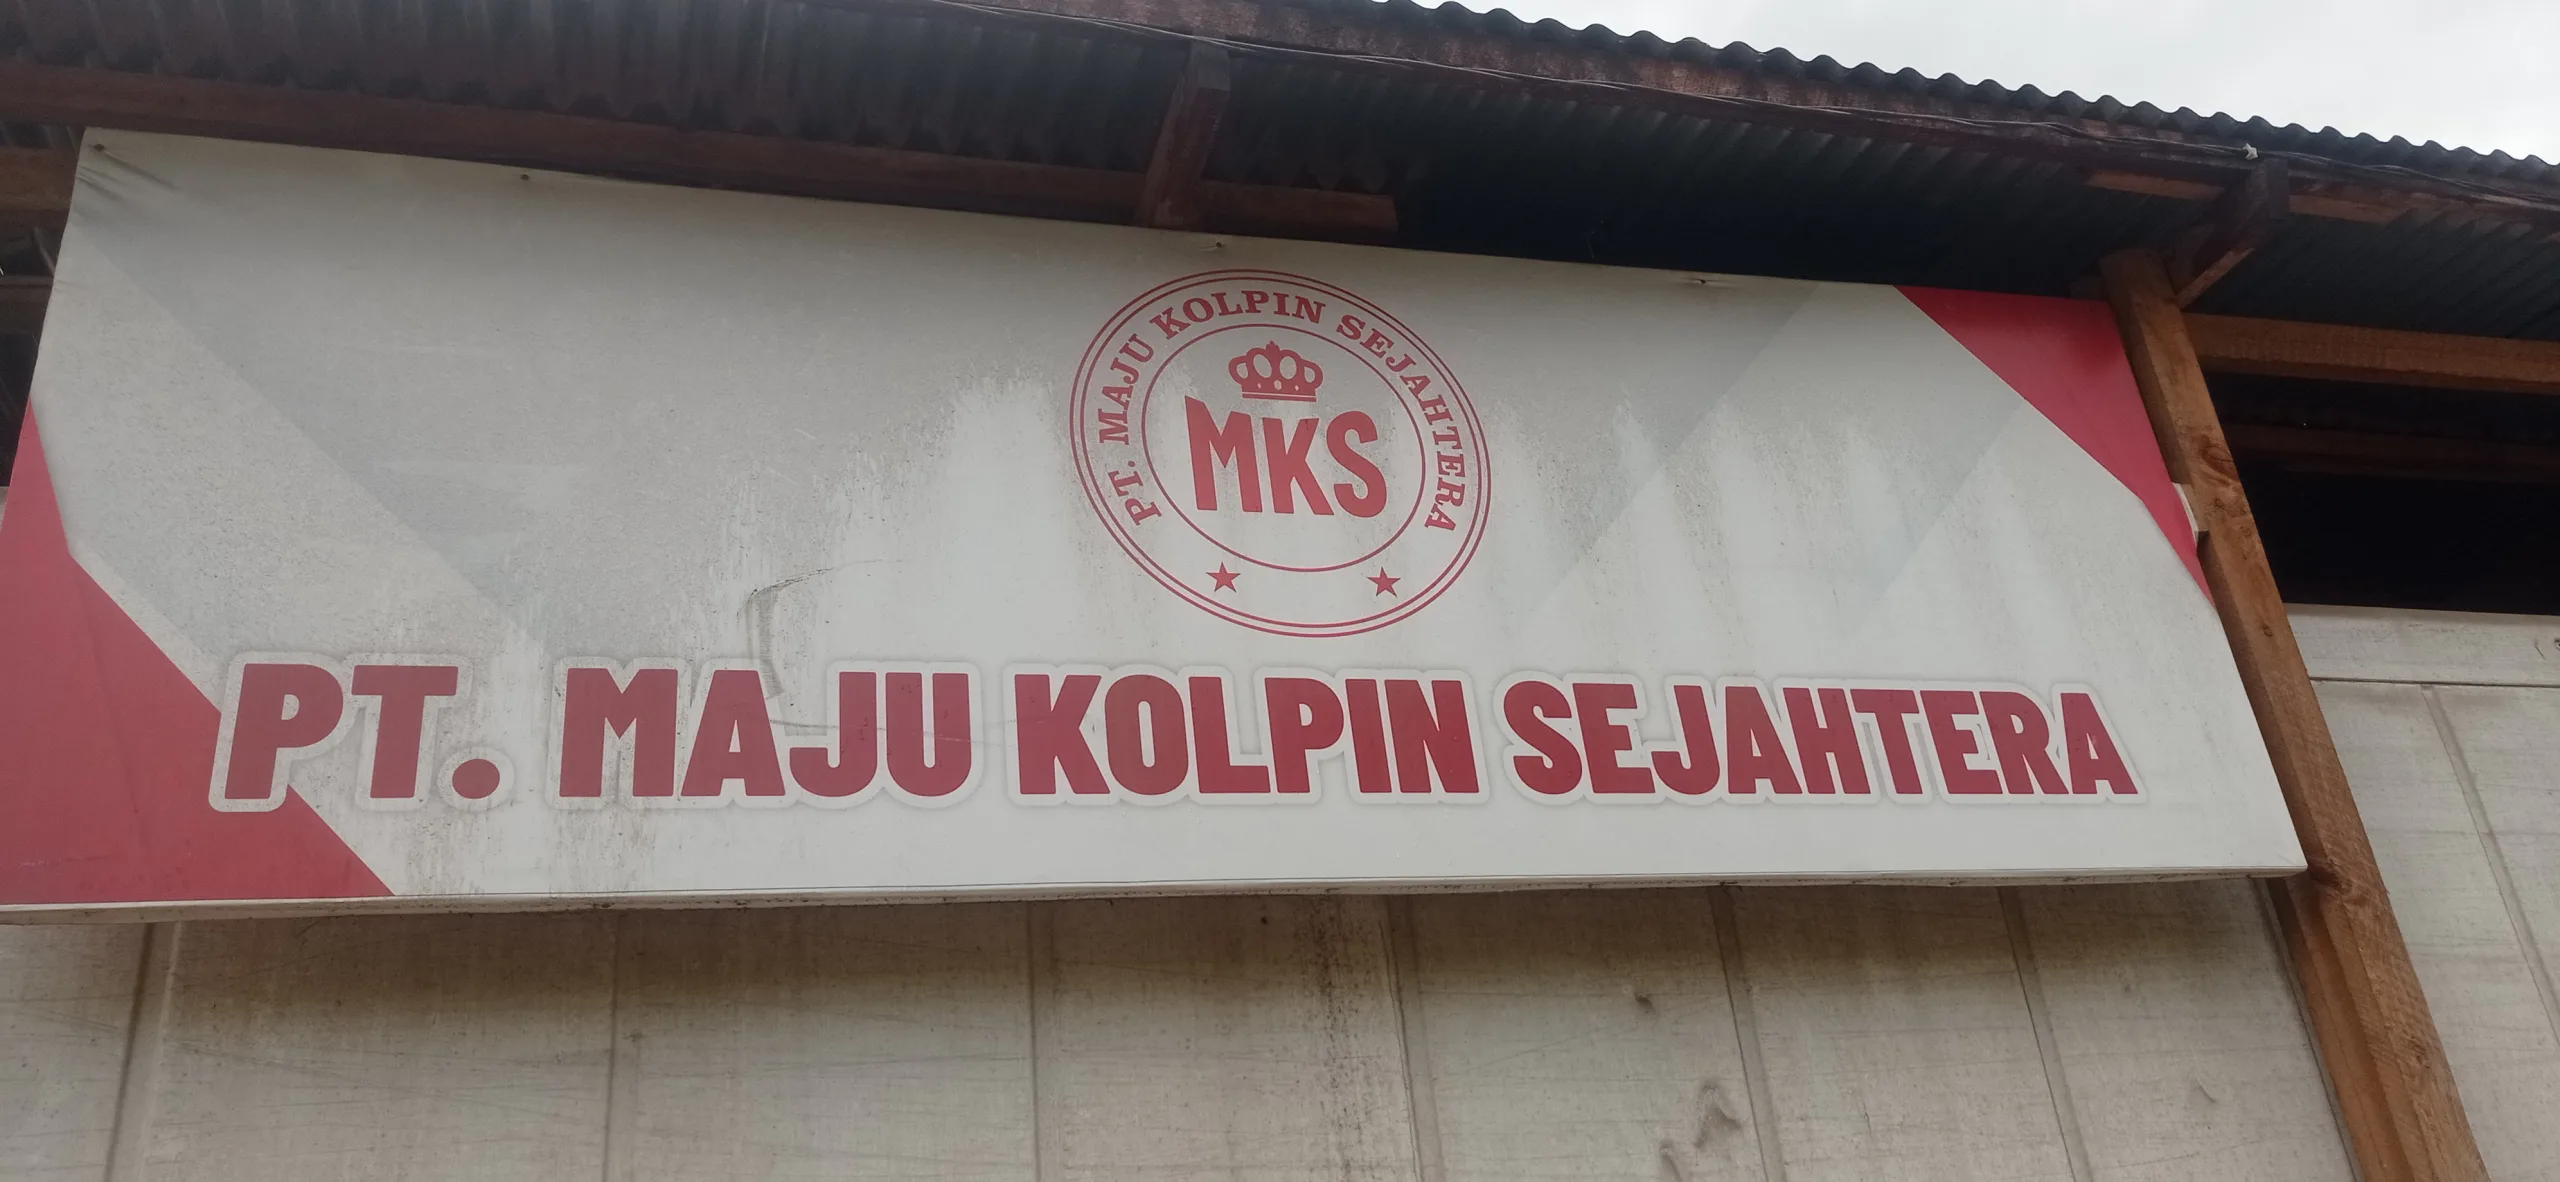 PT. MAJU KOLPIN SEJAHTERA
MKS
PT. MAJU KOLPIN SEJAHTERA